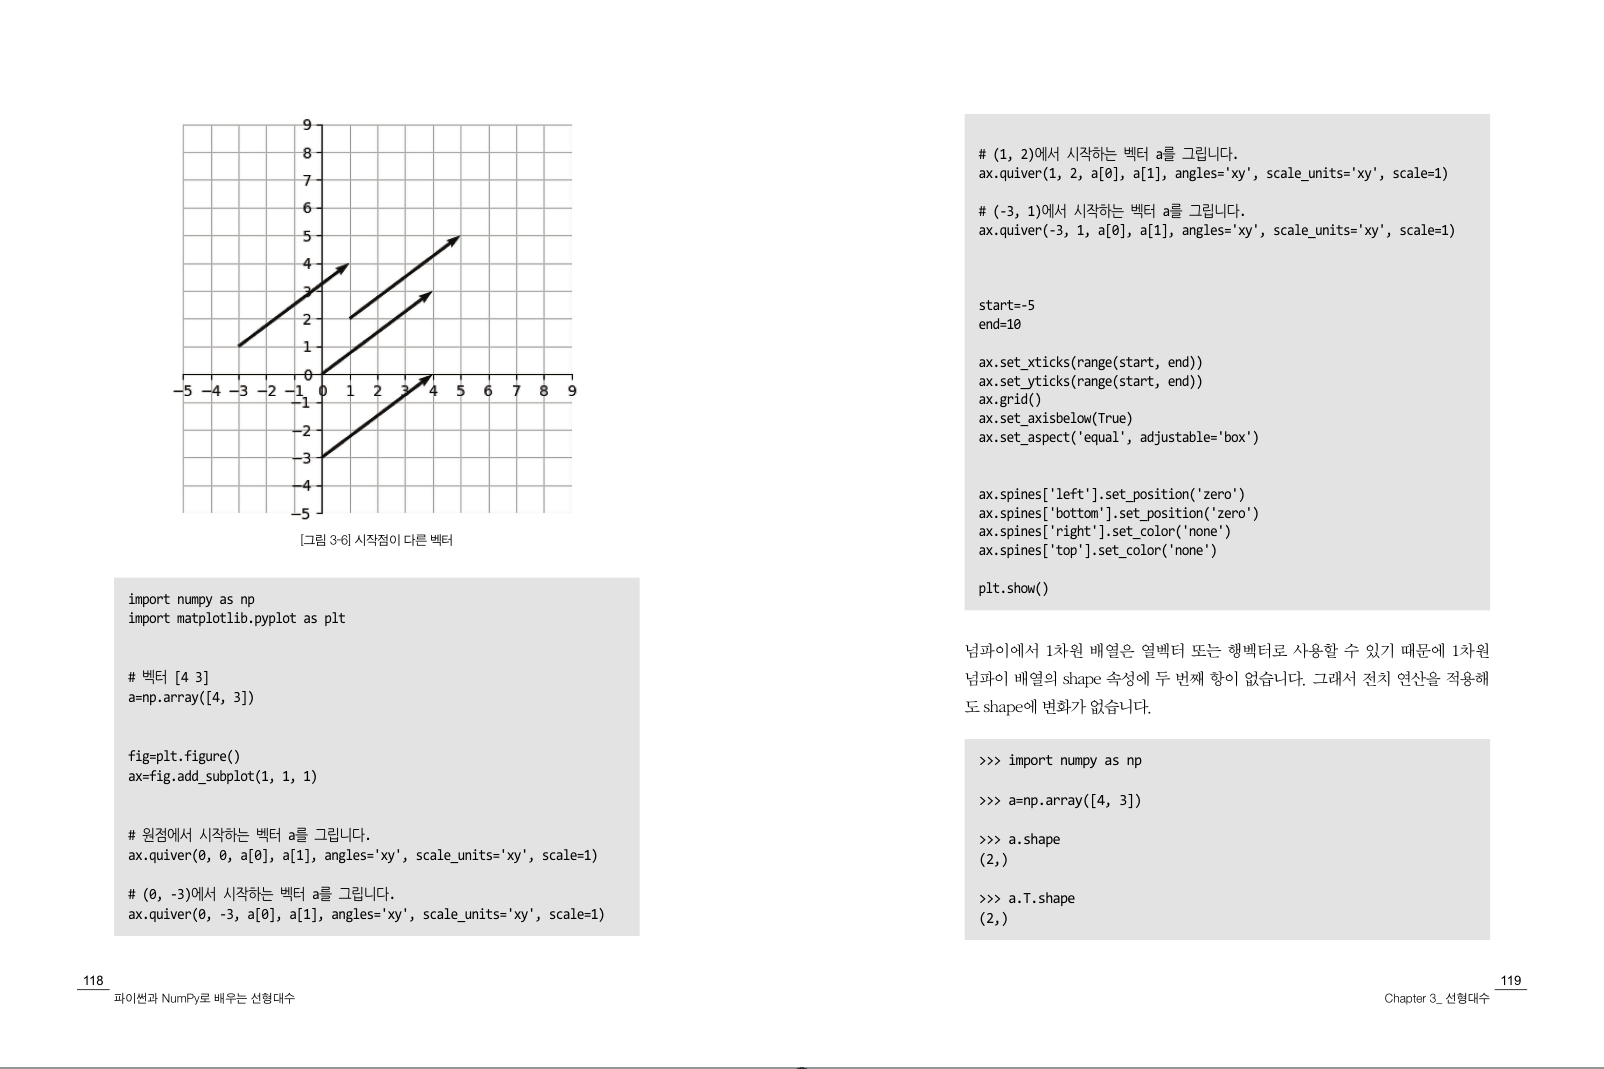 9
8
7
6
5
4
3
2
1
0
−5 −4 −3 −2 −1 0 1 2 3 4 5 6 7 8 9
−1
−2
−3
−4
−5
[그림 3-6] 시작점이 다른 벡터
import numpy as np
import matplotlib.pyplot as plt
# 벡터 [4 3]
a=np.array([4, 3])
fig=plt.figure()
ax=fig.add_subplot(1, 1, 1)
# 원점에서 시작하는 벡터 a를 그립니다.
ax.quiver(0, 0, a[0], a[1], angles='xy', scale_units='xy', scale=1)
# (0, -3)에서 시작하는 벡터 a를 그립니다.
ax.quiver(0, -3, a[0], a[1], angles='xy', scale_units='xy', scale=1)
118
파이썬과 NumPy로 배우는 선형대수
# (1, 2)에서 시작하는 벡터 a를 그립니다.
ax.quiver(1, 2, a[0], a[1], angles='xy', scale_units='xy', scale=1)
# (-3, 1)에서 시작하는 벡터 a를 그립니다.
ax.quiver(-3, 1, a[0], a[1], angles='xy', scale_units='xy', scale=1)
start=-5
end=10
ax.set_xticks(range(start, end))
ax.set_yticks(range(start, end))
ax.grid()
ax.set_axisbelow(True)
ax.set_aspect('equal', adjustable='box')
ax.spines['left'].set_position('zero')
ax.spines['bottom'].set_position('zero')
ax.spines['right'].set_color('none')
ax.spines['top'].set_color('none')
plt.show()
넘파이에서 1차원 배열은 열벡터 또는 행벡터로 사용할 수 있기 때문에 1차원
넘파이 배열의 shape 속성에 두 번째 항이 없습니다. 그래서 전치 연산을 적용해
도 shape에 변화가 없습니다.
>>> import numpy as np
>>> a=np.array([4, 3])
>>> a.shape
(2,)
>>> a.T.shape
(2,)
119
Chapter 3_ 선형대수